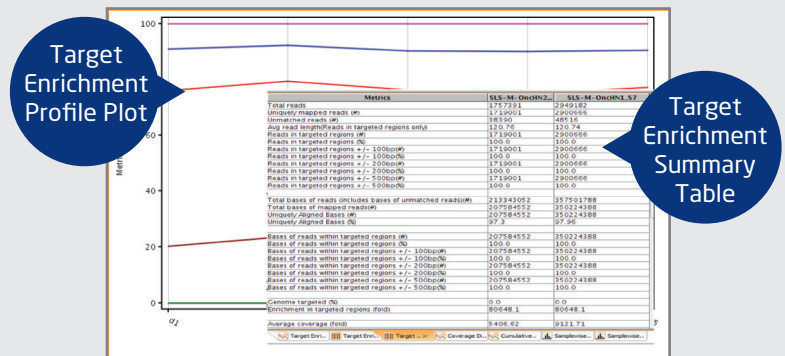 Target
Enrichment
Profile Plot
Target
Enrichment
Summary
Table
100
60
40
20
0
d1
Metrics SLS-M-OncHN2... SLS-M-OncHN1_S7
Total reads 1757391 2949182
Uniquely mapped reads (#) 1719001 2900666
Unmatched reads (#) 38390 48516
Avg read length(Reads in targeted regions only) 120.76 120.74
Reads in targeted regions (#) 1719001 2900666
Reads in targeted regions (%) 100.0 100.0
Reads in targeted regions +/- 100bp(#) 1719001 2900666
Reads in targeted regions +/- 100bp(%) 100.0 100.0
Reads in targeted regions +/- 200bp(#) 1719001 2900666
Reads in targeted regions +/- 200bp(%) 100.0 100.0
Reads in targeted regions +/- 500bp(#) 1719001 2900666
Reads in targeted regions +/- 500bp(%) 100.0 100.0
Total bases of reads (includes bases of unmatched reads)(#) 213343052 357501788
Total bases of mapped reads(#) 207584552 350224388
Uniquely Aligned Bases (#) 207584552 350224388
Uniquely Aligned Bases (%) 97.3 97.96
Bases of reads within targeted regions (#) 207584552 350224388
Bases of reads within targeted regions (%) 100.0 100.0
Bases of reads within targeted regions +/- 100bp(#) 207584552 350224388
Bases of reads within targeted regions +/- 100bp(%) 100.0 100.0
Bases of reads within targeted regions +/- 200bp(#) 207584552 350224388
Bases of reads within targeted regions +/- 200bp(%) 100.0 100.0
Bases of reads within targeted regions +/- 500bp(#) 207584552 350224388
Bases of reads within targeted regions +/- 500bp(%) 100.0 100.0
Genome targeted (%) 0.0 0.0
Enrichment in targeted regions (fold) 80648.1 80648.1
Average coverage (fold) 5406.62 9121.71
Target Enri... Target Enri... Target ... Coverage D... Cumulative... Samplewise... Samplewise...